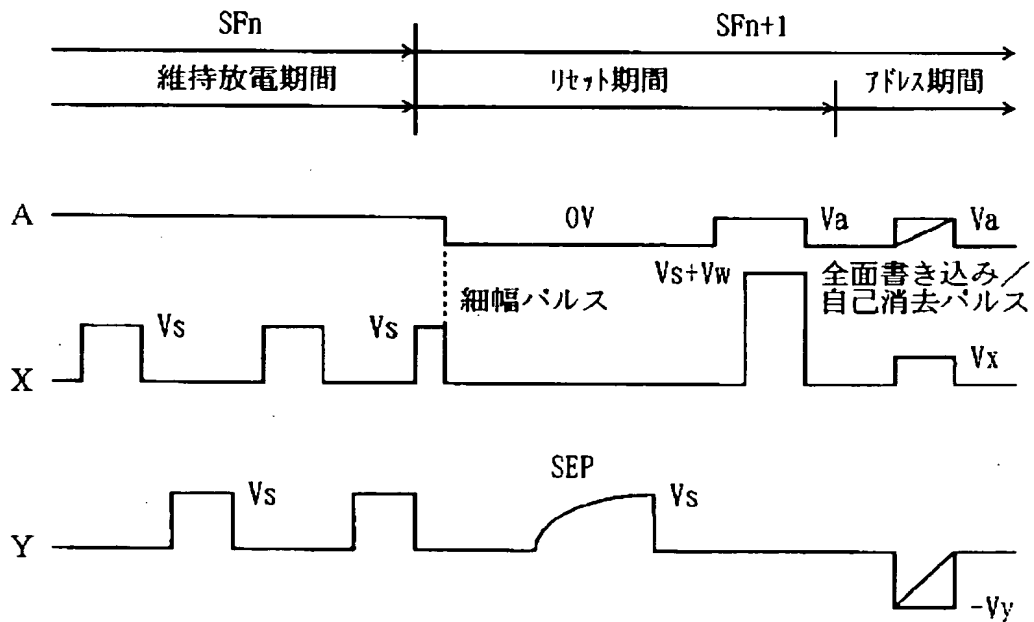 SFn
SFn+1
維持放電期間
リセット期間
アドレス期間
A
0V
Va
Va
Vs+Vw
全面書き込み/
自己消去パルス
細幅パルス
X
Vs
Vs
Vx
SEP
Y
Vs
Vs
-Vy